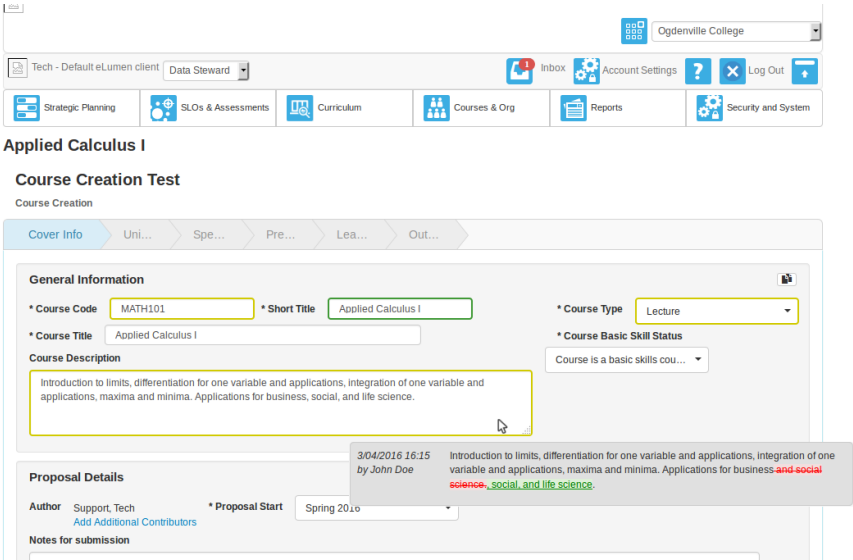 Ogdenville College
Tech - Default eLumen client Data Steward 1 Inbox Account Settings ? Log Out
Strategic Planning SLOs & Assessments Curriculum Courses & Org Reports Security and System
Applied Calculus I
Course Creation Test
Course Creation
Cover Info Uni... Spe... Pre... Lea... Out...
General Information
* Course Code MATH101 * Short Title Applied Calculus I * Course Type Lecture
* Course Title Applied Calculus I * Course Basic Skill Status
Course Description Course is a basic skills cou...
Introduction to limits, differentiation for one variable and applications, integration of one variable and
applications, maxima and minima. Applications for business, social, and life science.
3/04/2016 16:15 Introduction to limits, differentiation for one variable and applications, integration of one
by John Doe variable and applications, maxima and minima. Applications for business and social
science., social, and life science.
Proposal Details
Author Support, Tech * Proposal Start Spring 2016
Add Additional Contributors
Notes for submission